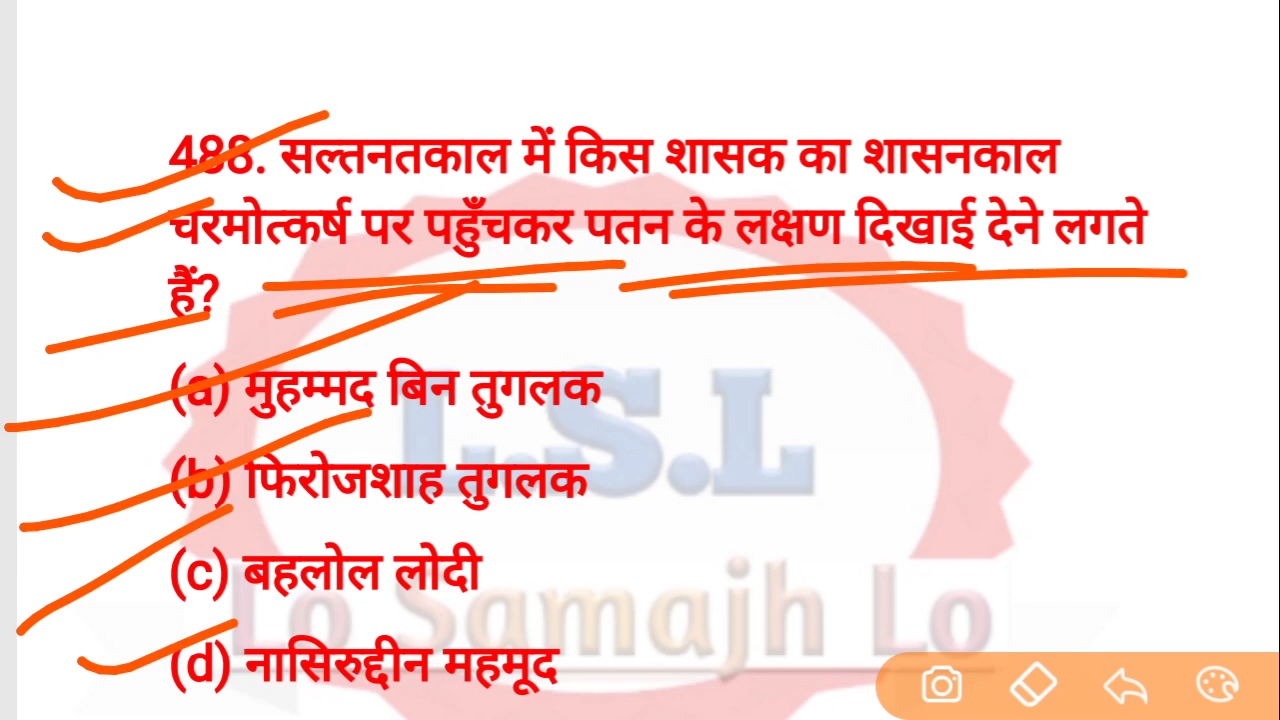 488. सल्तनतकाल में किस शासक का शासनकाल
चरमोत्कर्ष पर पहुँचकर पतन के लक्षण दिखाई देने लगते
हैं?
(a) मुहम्मद बिन तुगलक
L.S.L
(b) फिरोजशाह तुगलक
(c) बहलोल लोदी
Lo Samajh Lo
(d) नासिरुद्दीन महमूद